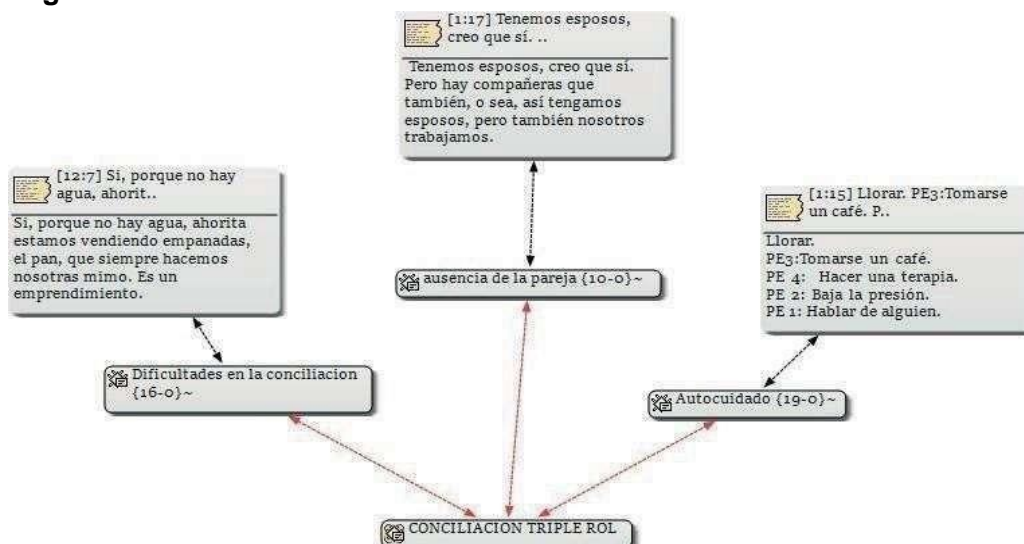 [1:17] Tenemos esposos,
creo que sí. ..
Tenemos esposos, creo que sí.
Pero hay compañeras que
también, o sea, así tengamos
esposos, pero también nosotros
trabajamos.
[12:7] Si, porque no hay
agua, ahorit..
Si, porque no hay agua, ahorita
estamos vendiendo empanadas,
el pan, que siempre hacemos
nosotras mimo. Es un
emprendimiento.
[1:15] Llorar. PE3:Tomarse
un café. P..
Llorar.
PE3:Tomarse un café.
PE 4: Hacer una terapia.
PE 2: Baja la presión.
PE 1: Hablar de alguien.
ausencia de la pareja {10-0}~
Dificultades en la conciliacion
{16-0}~
Autocuidado {19-0}~
CONCILIACION TRIPLE ROL